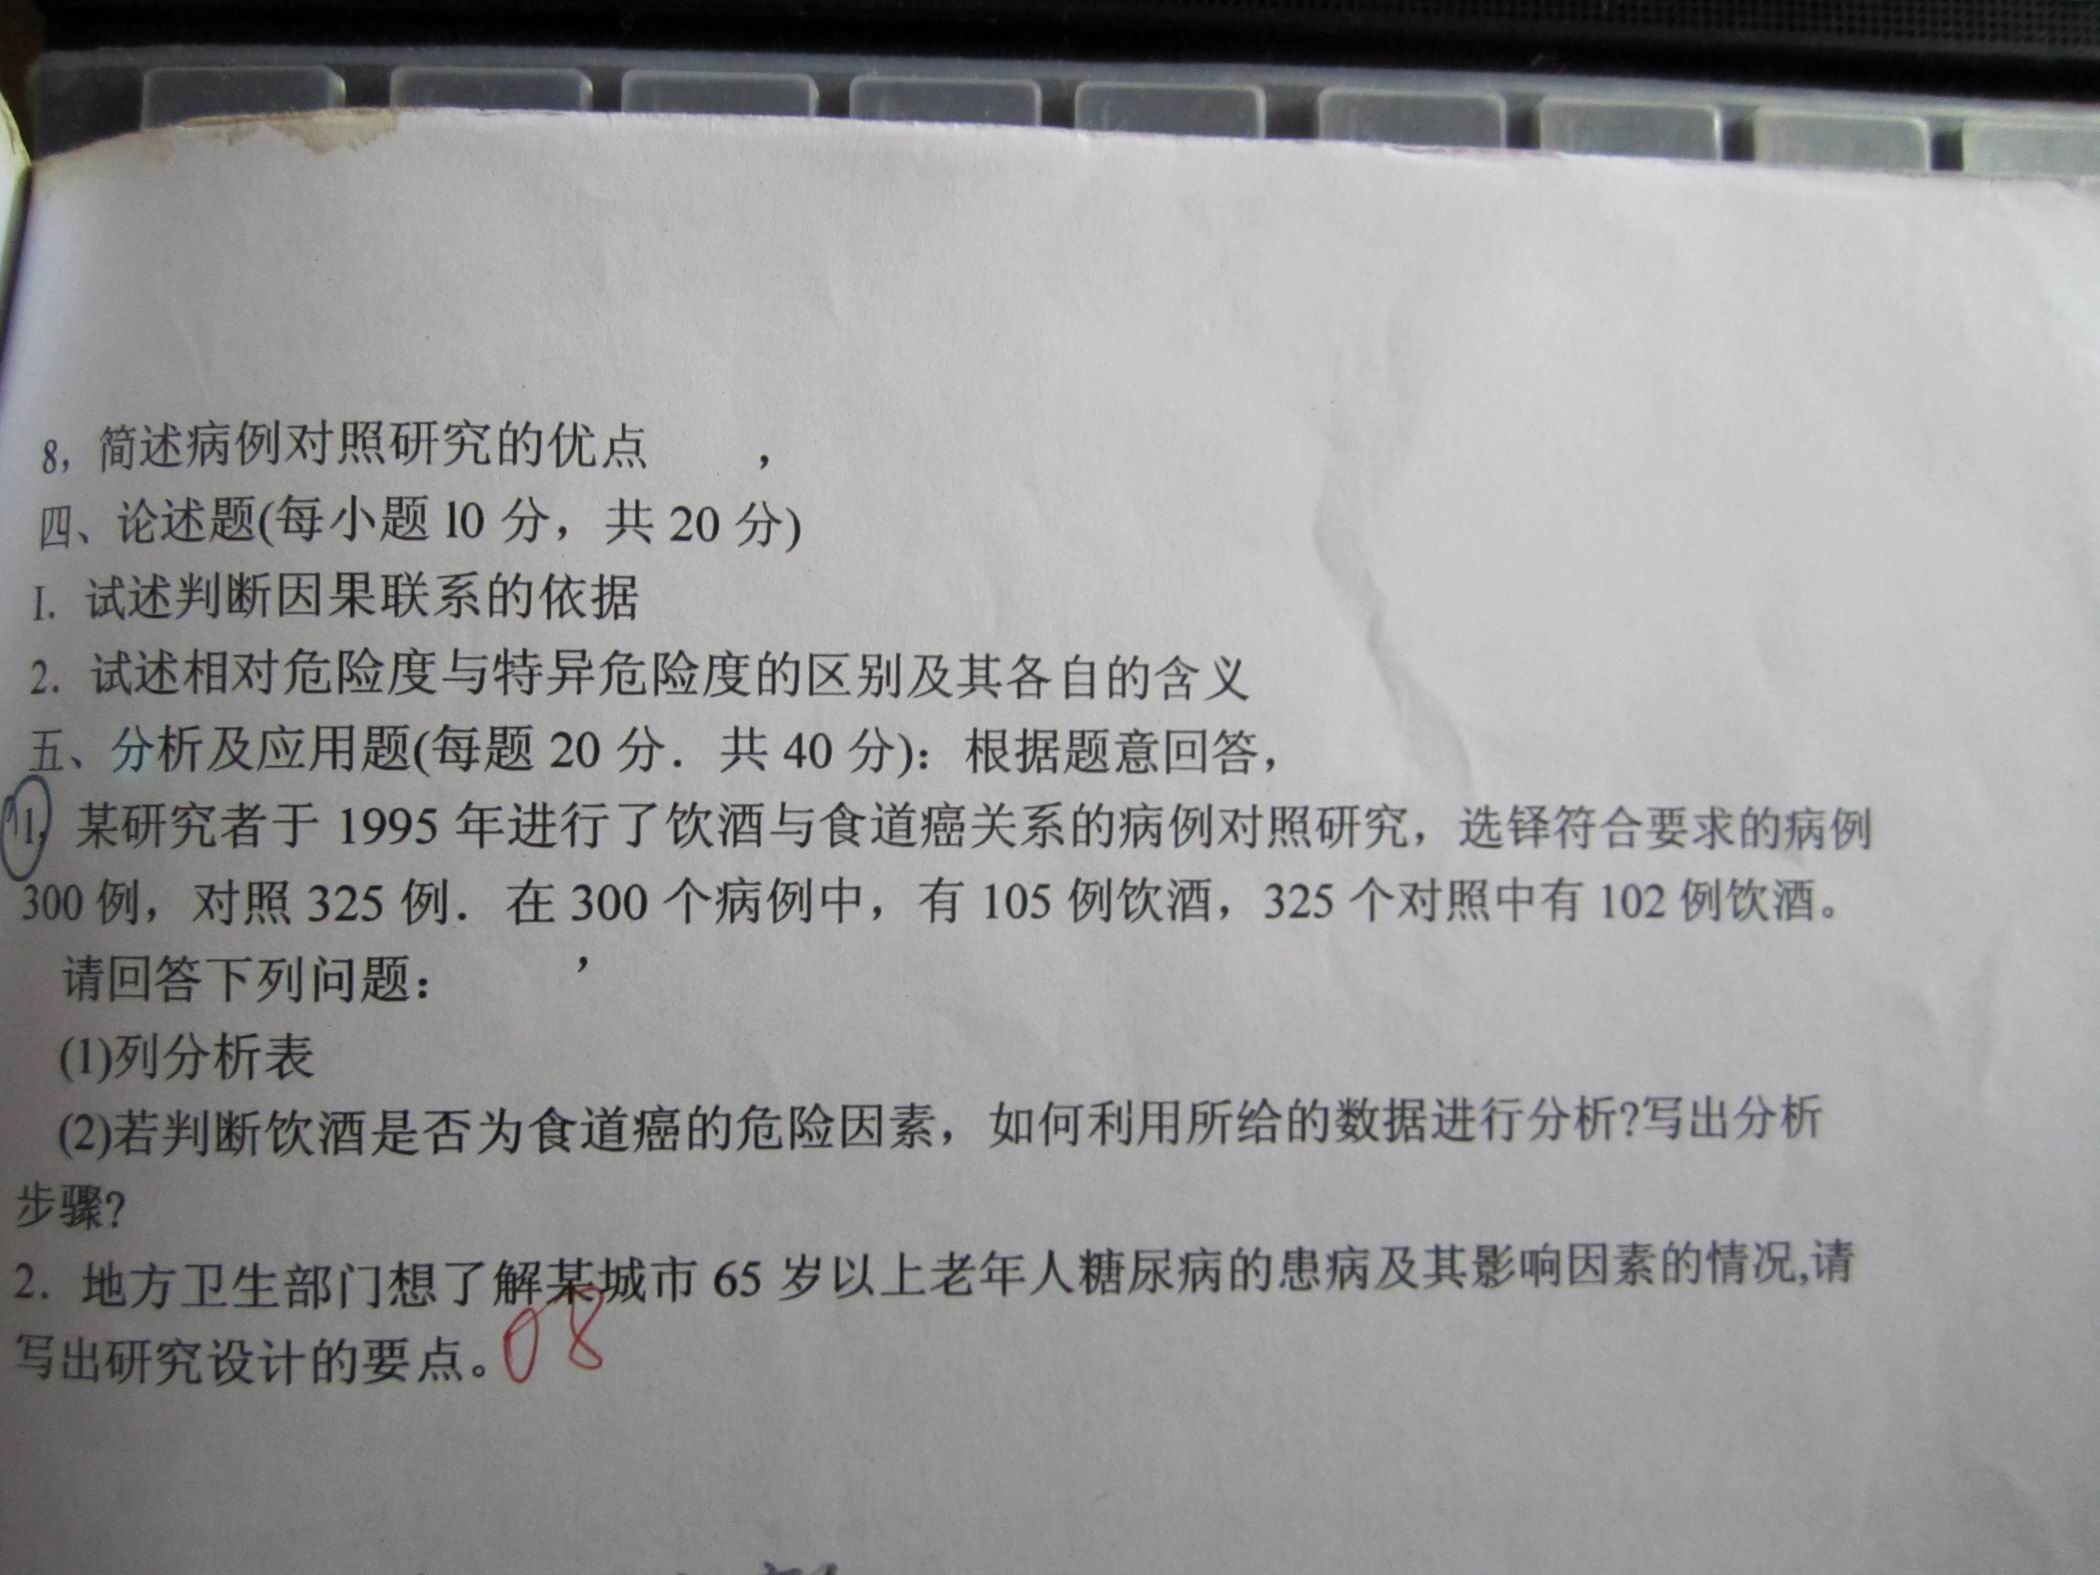 8，简述病例对照研究的优点 ，
四、论述题(每小题 l0 分，共 20 分)
I. 试述判断因果联系的依据
2. 试述相对危险度与特异危险度的区别及其各自的含义
五、分析及应用题(每题 20 分．共 40 分)：根据题意回答，
1, 某研究者于 1995 年进行了饮酒与食道癌关系的病例对照研究，选铎符合要求的病例
300 例，对照 325 例．在 300 个病例中，有 105 例饮酒，325 个对照中有 102 例饮酒。
请回答下列问题： ，
(1)列分析表
(2)若判断饮酒是否为食道癌的危险因素，如何利用所给的数据进行分析?写出分析
步骤?
2. 地方卫生部门想了解某城市 65 岁以上老年人糖尿病的患病及其影响因素的情况,请
写出研究设计的要点。08